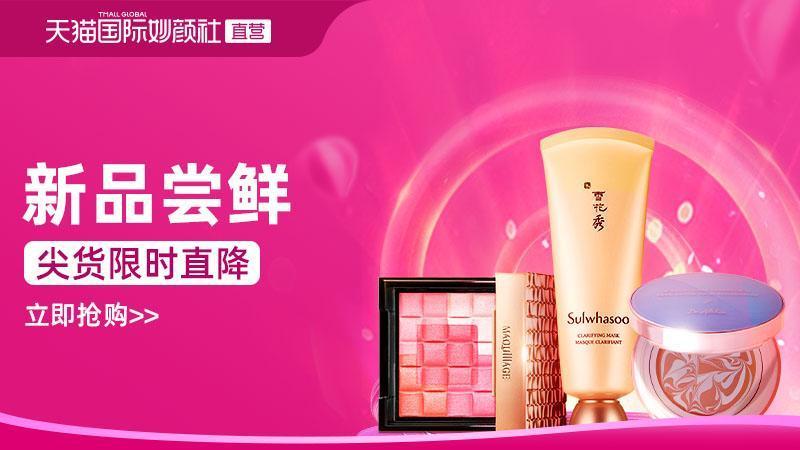 TMALL GLOBAL
天猫国际妙颜社 直营
新品尝鲜
尖货限时直降
立即抢购>>
雪花秀
Sulwhasoo
CLARIFYING MASK
MASQUE CLARIFIANT
MAQuillAGE